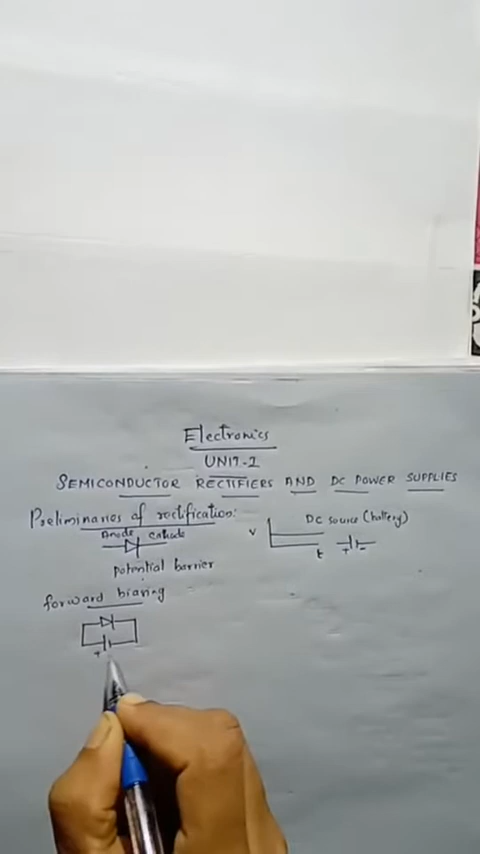 Electronics
UNIT-2
SEMICONDUCTOR RECTIFIERS AND DC POWER SUPPLIES
Preliminaries of rectification:
Anode cathode
V
DC source (battery)
t
+ -
potential barrier
forward biasing
+